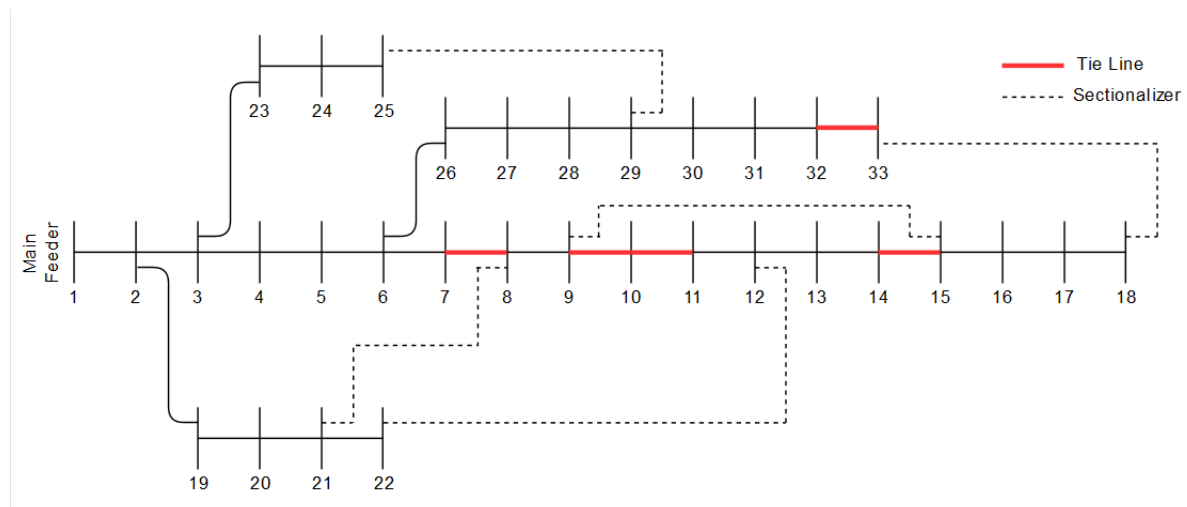 Tie Line
Sectionalizer
23 24 25
26 27 28 29 30 31 32 33
Main
Feeder
1 2 3 4 5 6 7 8 9 10 11 12 13 14 15 16 17 18
19 20 21 22